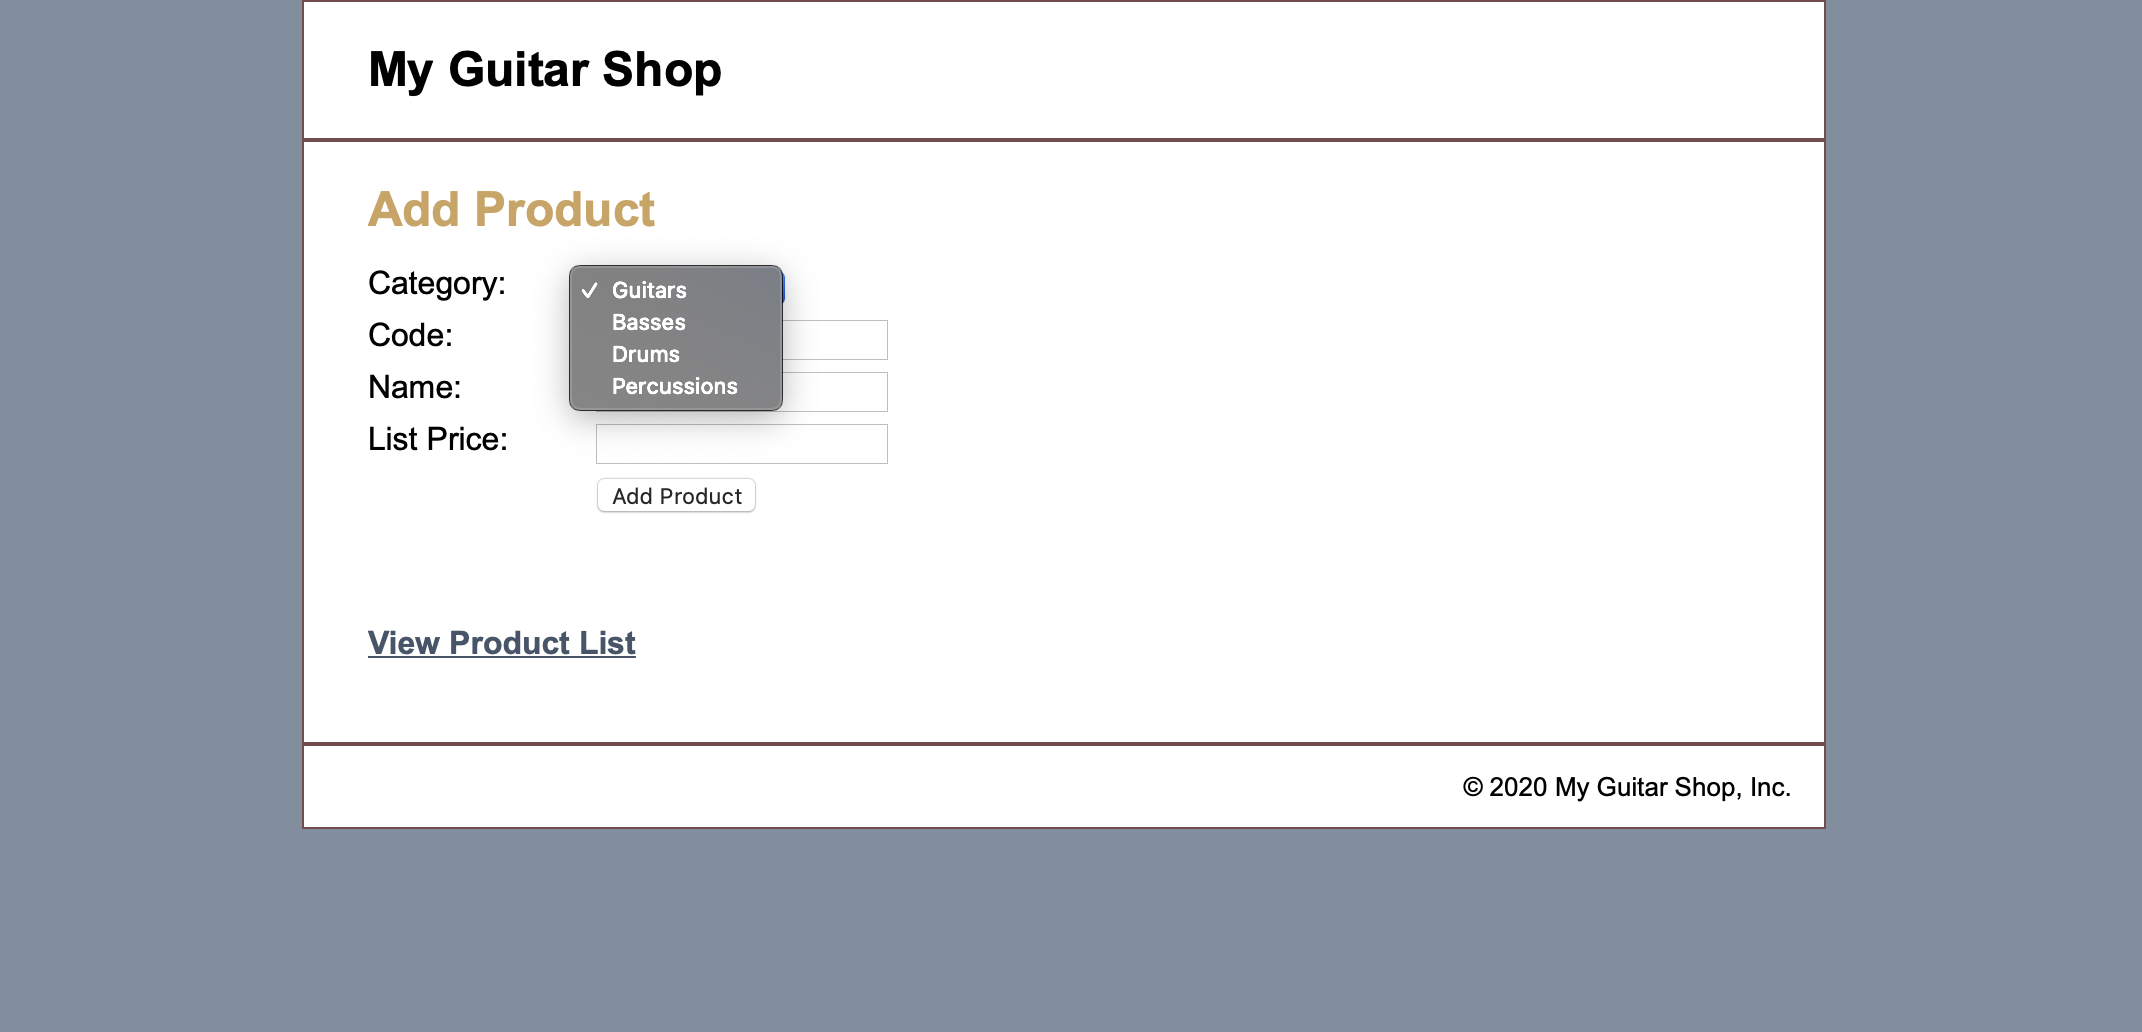 My Guitar Shop
Add Product
Category:
✓ Guitars
Basses
Drums
Percussions
Code:
Name:
List Price:
Add Product
View Product List
© 2020 My Guitar Shop, Inc.